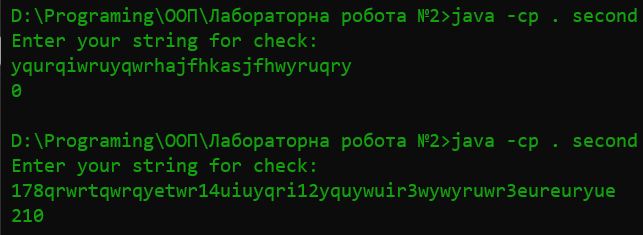 D:\Programing\ООП\Лабораторна робота №2>java -cp . second
Enter your string for check:
yqurqiwruyqwrhajfhkasjfhwyruqry
0
D:\Programing\ООП\Лабораторна робота №2>java -cp . second
Enter your string for check:
178qrwrtqwrqyetwr14uiuyqri12yquywuir3wywyruwr3eureuryue
210